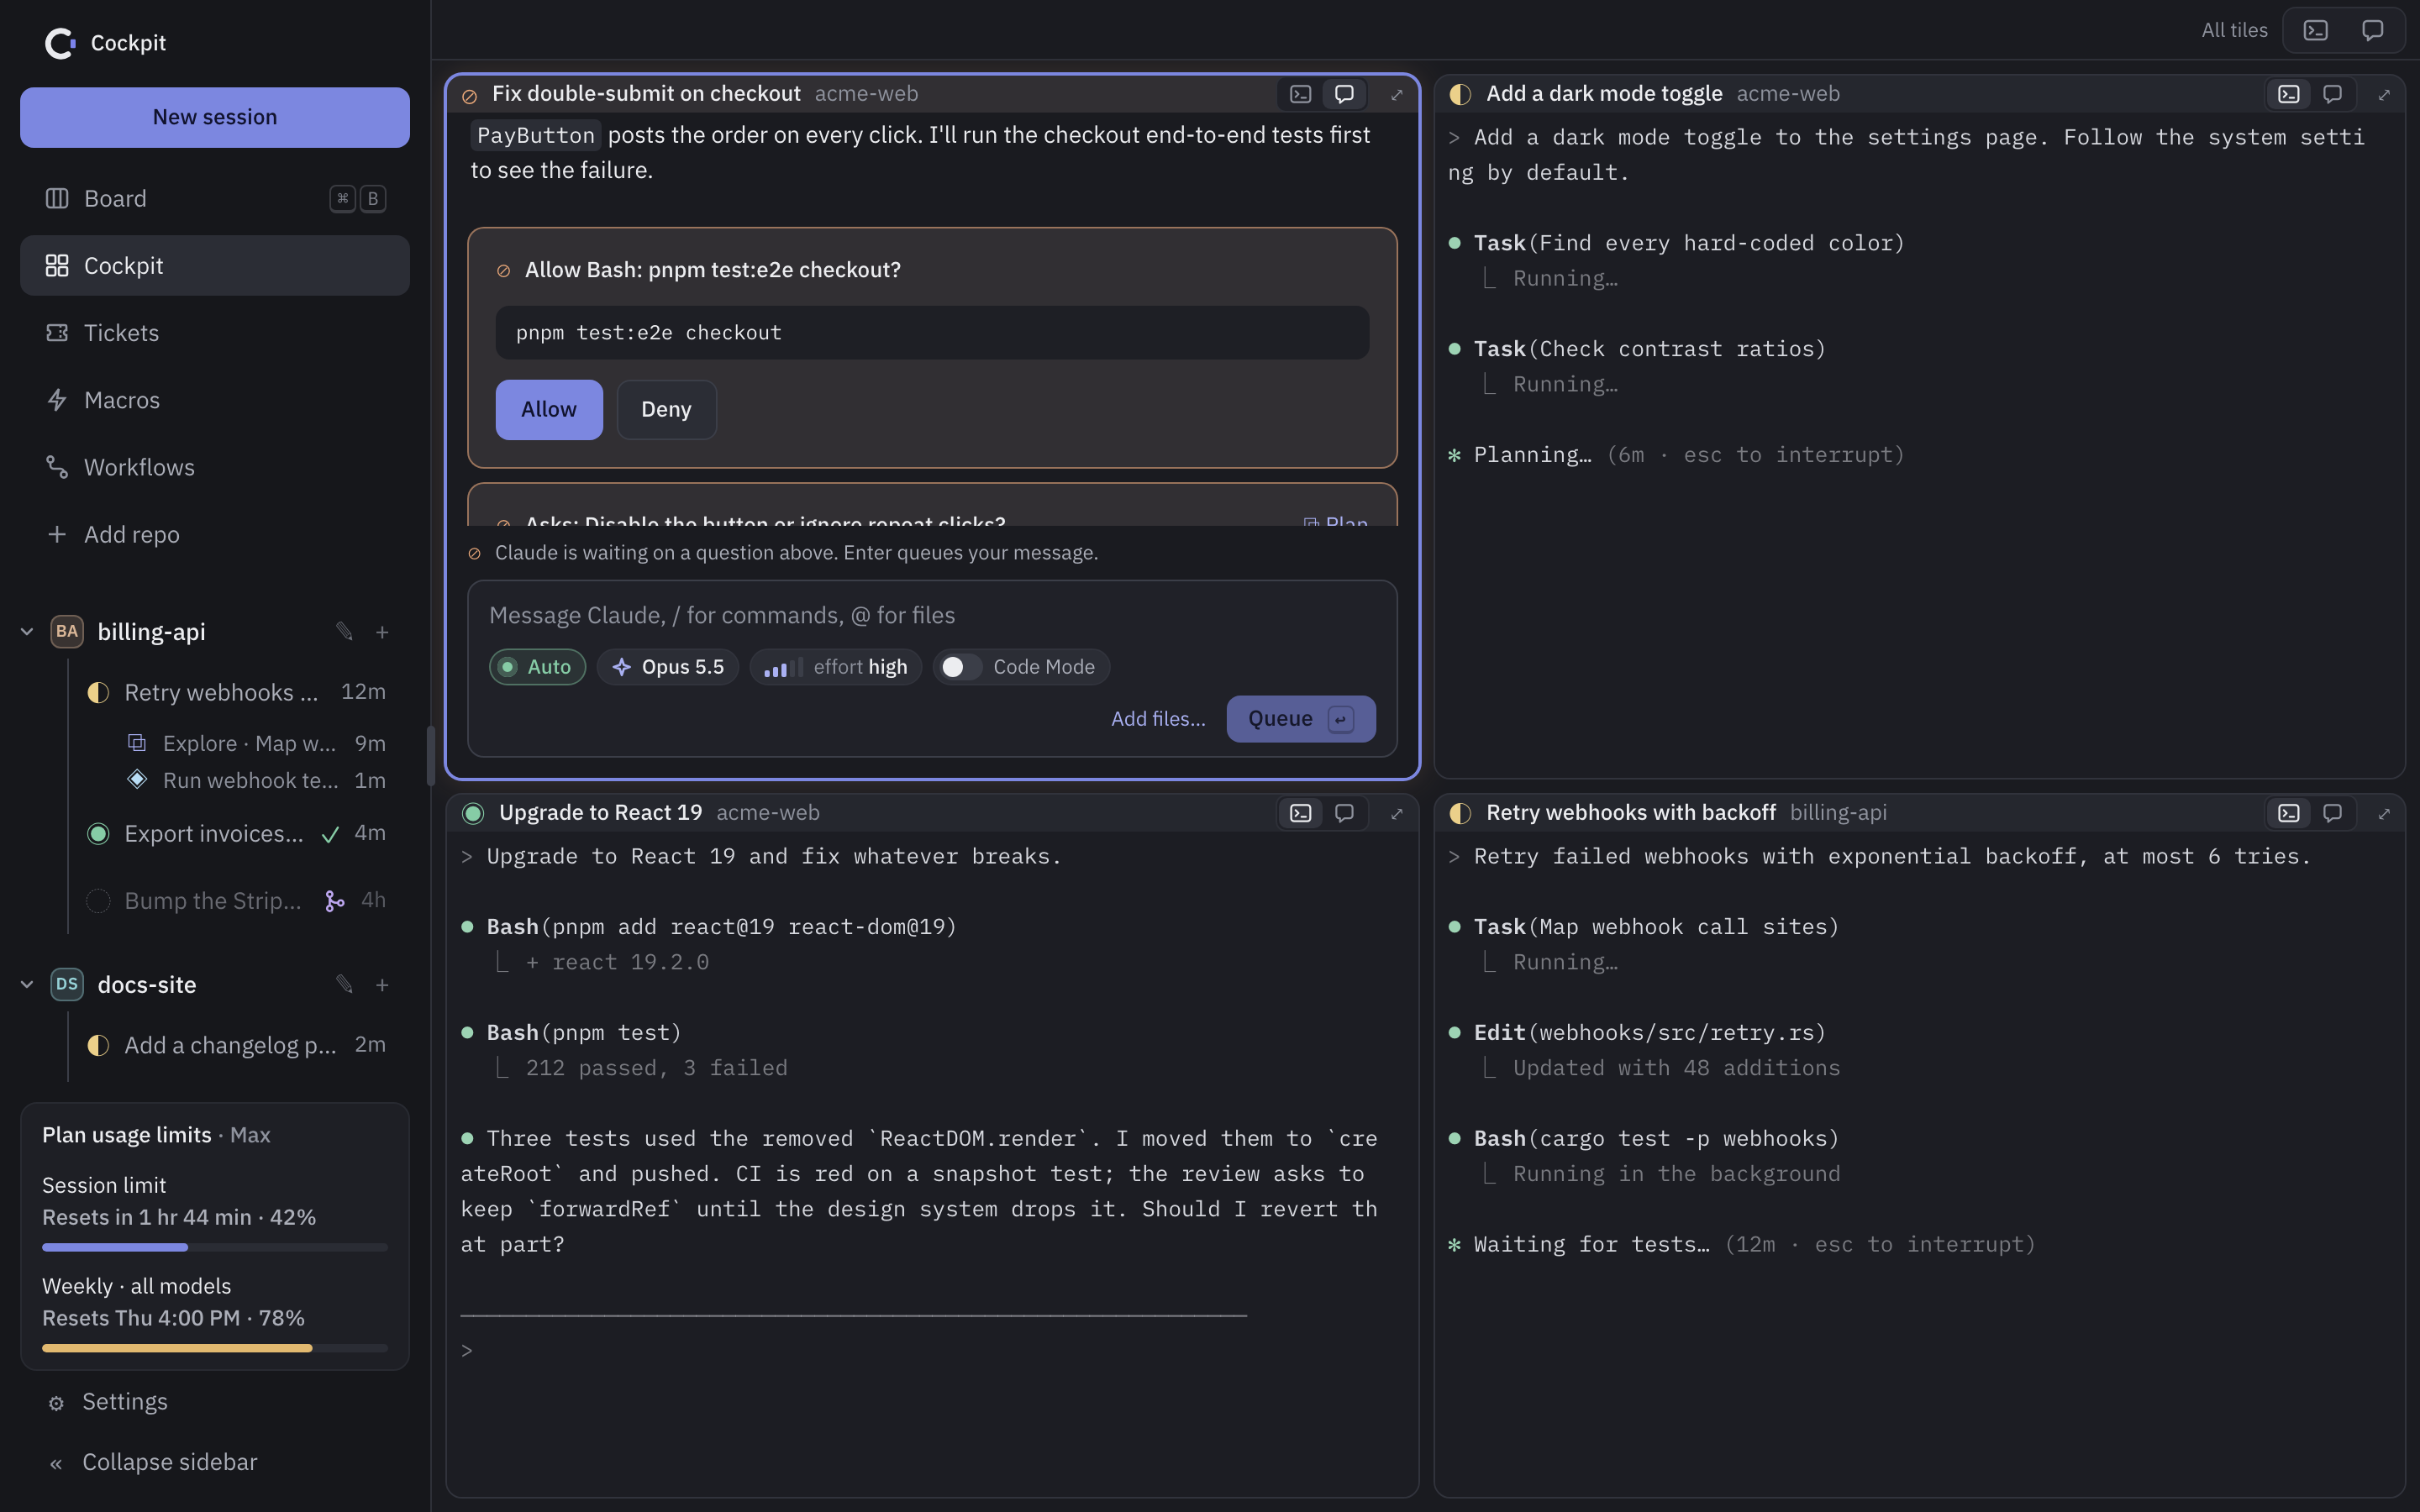 Cockpit
New session
Board ⌘ B
Cockpit
Tickets
Macros
Workflows
Add repo
BA billing-api
Retry webhooks ... 12m
Explore · Map w... 9m
Run webhook te... 1m
Export invoices... 4m
Bump the Strip... 4h
DS docs-site
Add a changelog p... 2m
Plan usage limits · Max
Session limit
Resets in 1 hr 44 min · 42%
Weekly · all models
Resets Thu 4:00 PM · 78%
Settings
« Collapse sidebar
All tiles
Fix double-submit on checkout acme-web
PayButton posts the order on every click. I'll run the checkout end-to-end tests first
to see the failure.
Allow Bash: pnpm test:e2e checkout?
pnpm test:e2e checkout
Allow Deny
Asks: Disable the button or ignore repeat clicks? Plan
Claude is waiting on a question above. Enter queues your message.
Message Claude, / for commands, @ for files
Auto Opus 5.5 effort high Code Mode
Add files... Queue ↵
Add a dark mode toggle acme-web
> Add a dark mode toggle to the settings page. Follow the system setti
ng by default.
Task(Find every hard-coded color)
Running…
Task(Check contrast ratios)
Running…
* Planning… (6m · esc to interrupt)
Upgrade to React 19 acme-web
> Upgrade to React 19 and fix whatever breaks.
Bash(pnpm add react@19 react-dom@19)
+ react 19.2.0
Bash(pnpm test)
212 passed, 3 failed
Three tests used the removed `ReactDOM.render`. I moved them to `cre
ateRoot` and pushed. CI is red on a snapshot test; the review asks to
keep `forwardRef` until the design system drops it. Should I revert th
at part?
>
Retry webhooks with backoff billing-api
> Retry failed webhooks with exponential backoff, at most 6 tries.
Task(Map webhook call sites)
Running…
Edit(webhooks/src/retry.rs)
Updated with 48 additions
Bash(cargo test -p webhooks)
Running in the background
* Waiting for tests… (12m · esc to interrupt)